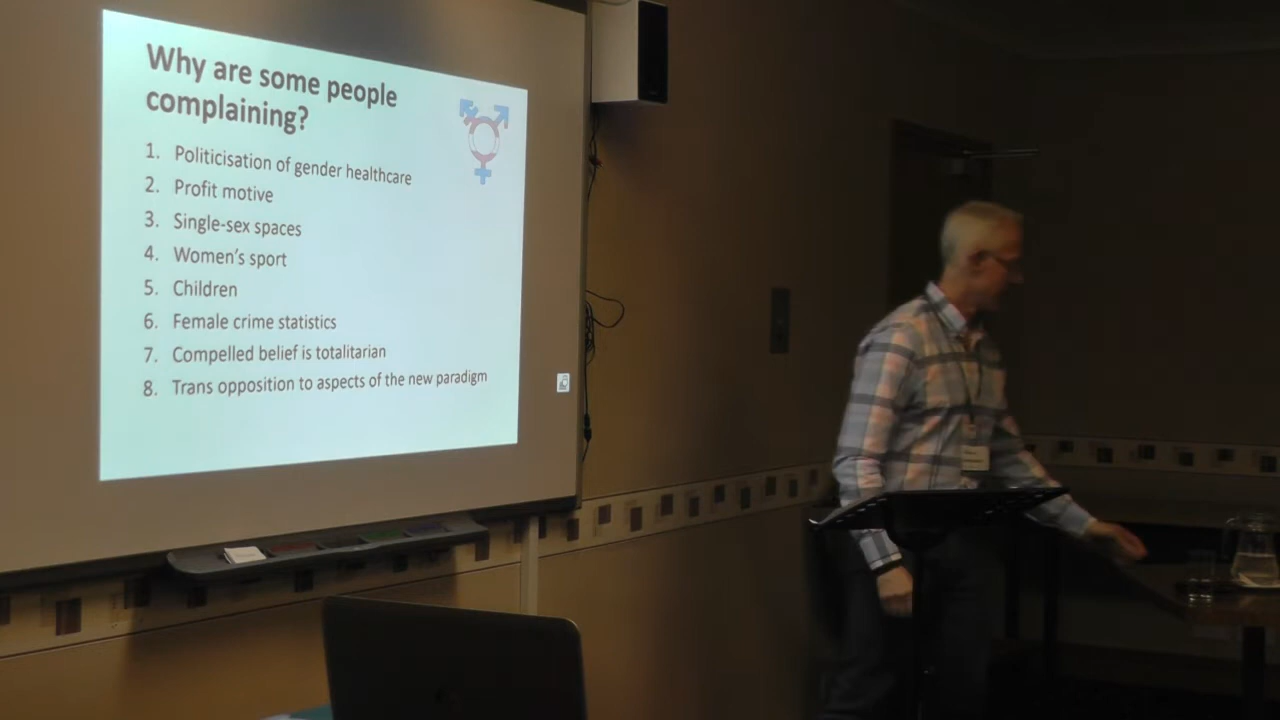 Why are some people
complaining?
1. Politicisation of gender healthcare
2. Profit motive
3. Single-sex spaces
4. Women's sport
5. Children
6. Female crime statistics
7. Compelled belief is totalitarian
8. Trans opposition to aspects of the new paradigm